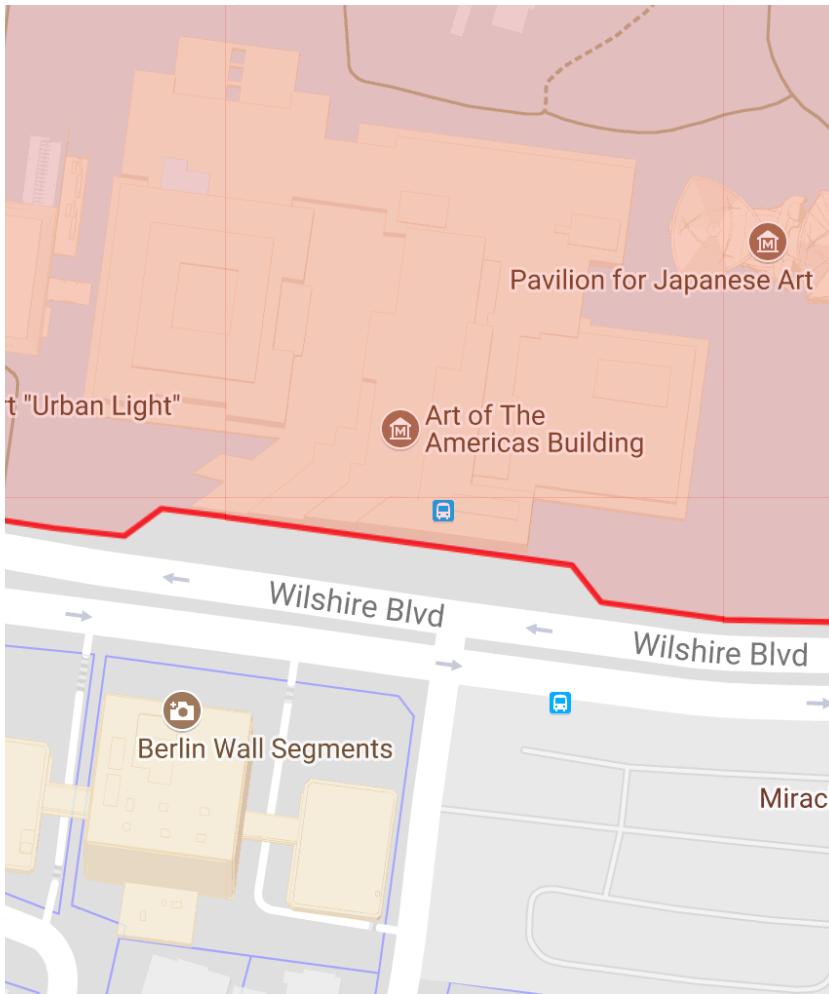 Pavilion for Japanese Art
t "Urban Light"
Art of The
Americas Building
Wilshire Blvd
Wilshire Blvd
Berlin Wall Segments
Mirac